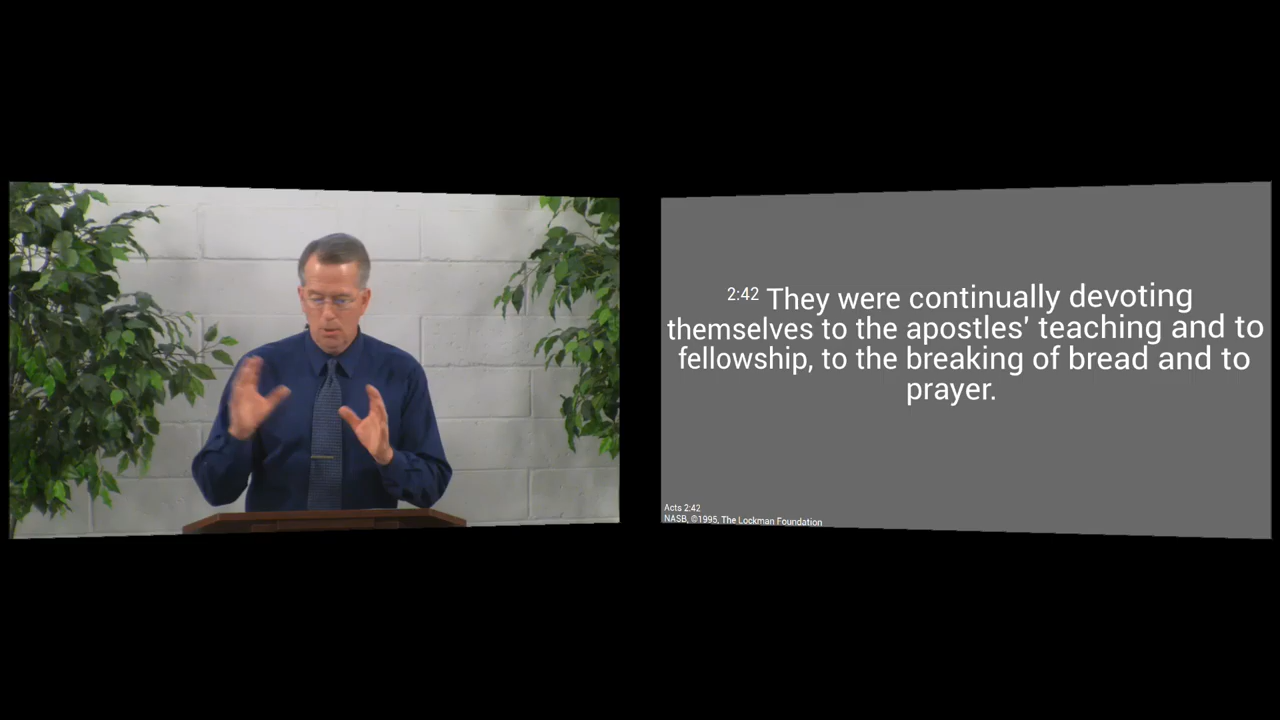 2:42 They were continually devoting
themselves to the apostles' teaching and to
fellowship, to the breaking of bread and to
prayer.
Acts 2:42
NASB, ©1995, The Lockman Foundation